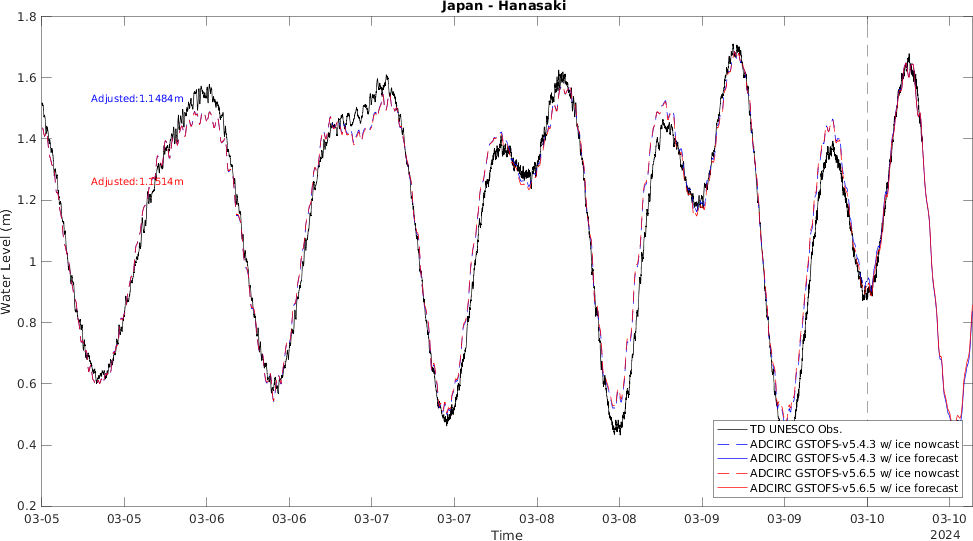 Japan - Hanasaki
1.8
1.6
1.4
1.2
1
0.8
0.6
0.4
0.2
Water Level (m)
Adjusted:1.1484m
Adjusted:1.1514m
TD UNESCO Obs.
ADCIRC GSTOFS-v5.4.3 w/ ice nowcast
ADCIRC GSTOFS-v5.4.3 w/ ice forecast
ADCIRC GSTOFS-v5.6.5 w/ ice nowcast
ADCIRC GSTOFS-v5.6.5 w/ ice forecast
03-05 03-05 03-06 03-06 03-07 03-07 03-08 03-08 03-09 03-09 03-10 03-10
Time
2024